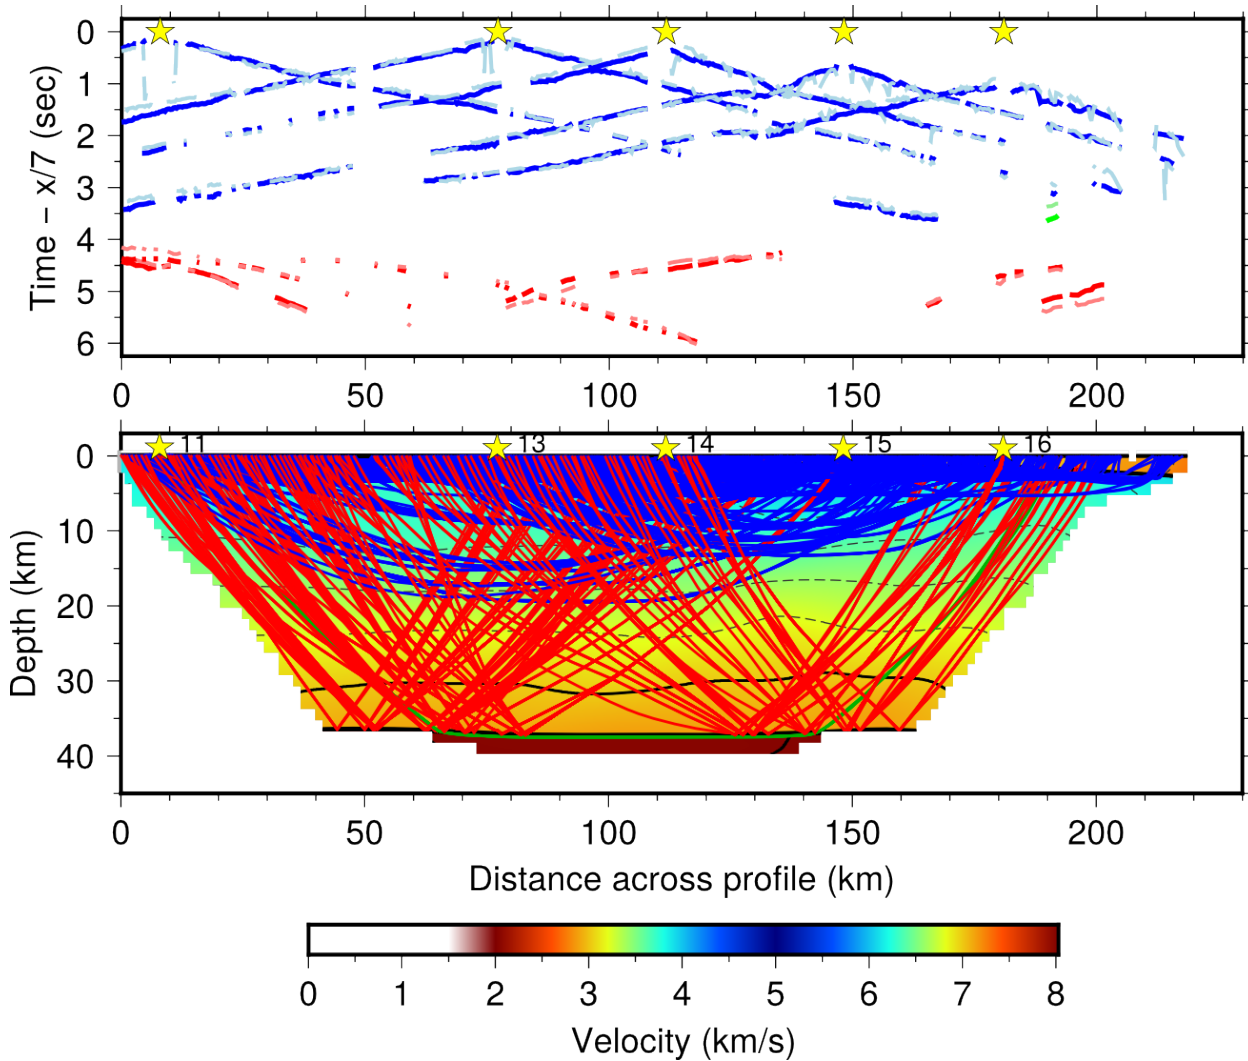 0
1
2
3
4
5
6
Time − x/7 (sec)
0 50 100 150 200
11 13 14 15 16
0
10
20
30
40
Depth (km)
0 50 100 150 200
Distance across profile (km)
0 1 2 3 4 5 6 7 8
Velocity (km/s)